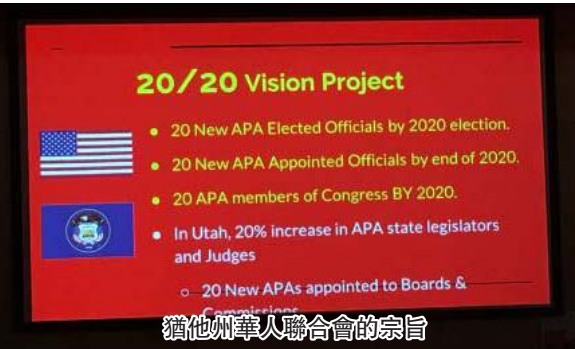 20/20 Vision Project
• 20 New APA Elected Officials by 2020 election.
• 20 New APA Appointed Officials by end of 2020.
• 20 APA members of Congress BY 2020.
• In Utah, 20% increase in APA state legislators
and Judges
○ 20 New APAs appointed to Boards &
Commissions
猶他州華人聯合會的宗旨